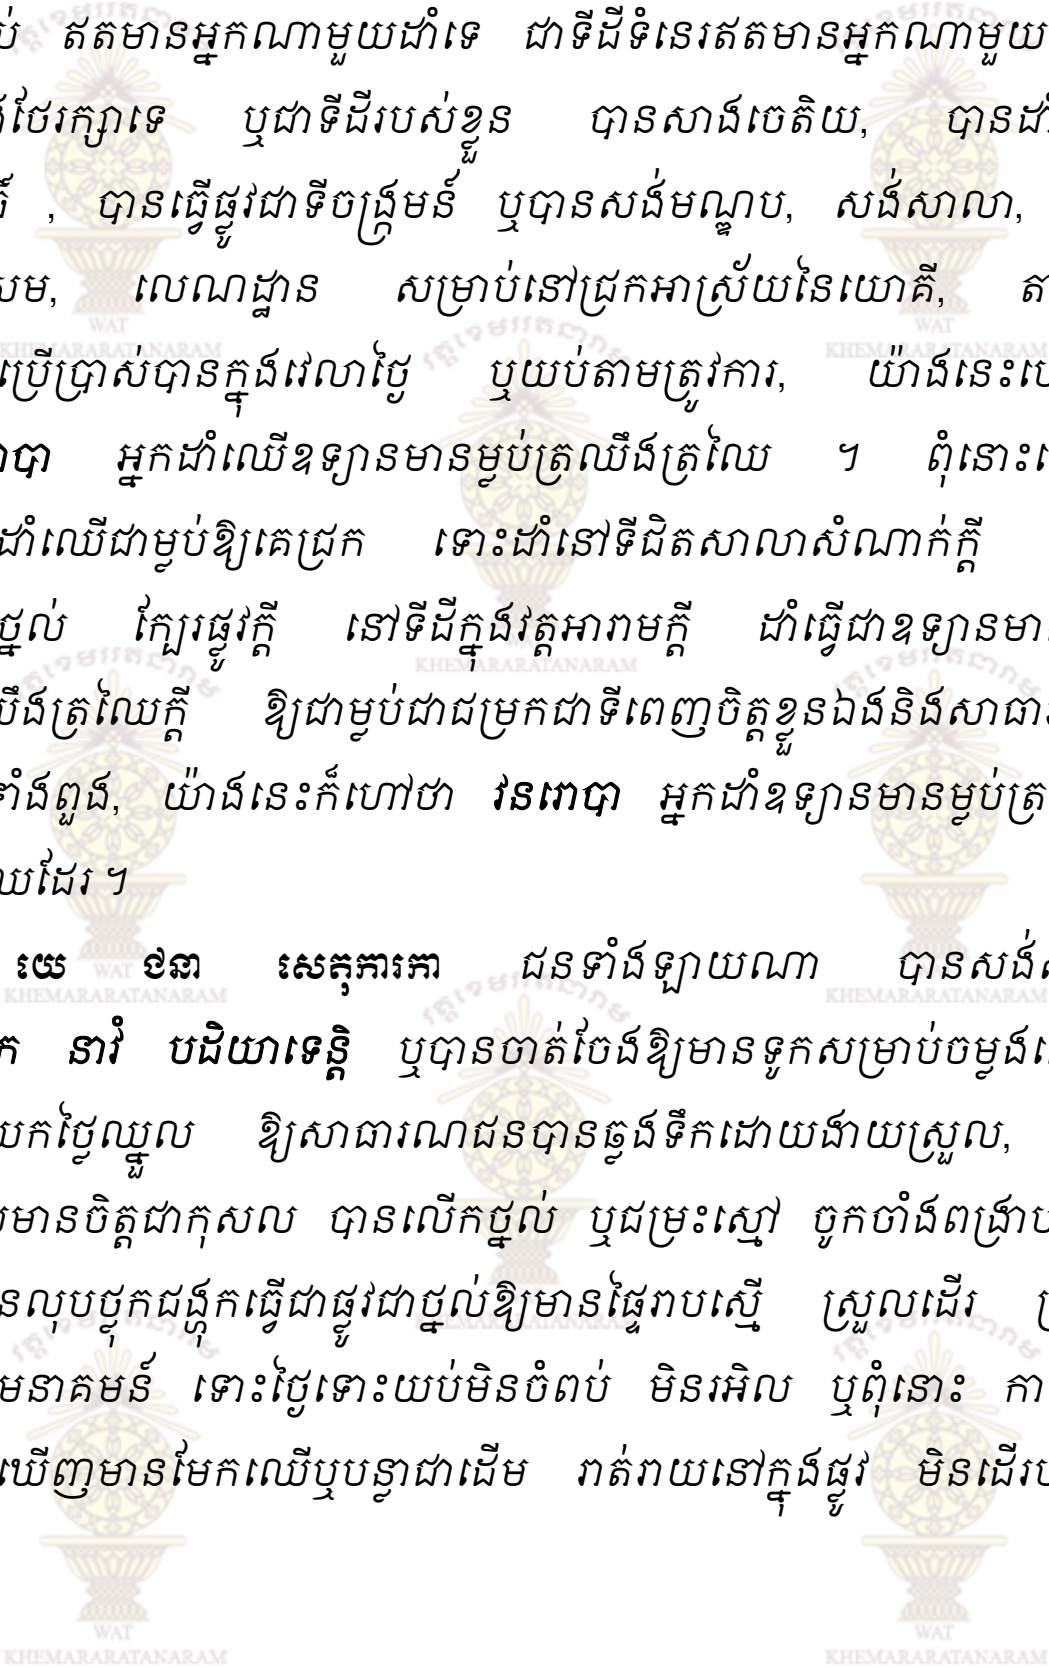 ឥតមានអ្នកណាមួយដាំទេ ជាទីដីទំនេរឥតមានអ្នកណាមួយ
ថែរក្សាទេ ឬជាទីដីរបស់ខ្លួន បានសាងចេតិយ, បានដាំ
, បានធ្វើផ្លូវជាទីចង្រ្កមន៍ ឬបានសង់មណ្ឌប, សង់សាលា,
លេណដ្ឋាន សម្រាប់នៅជ្រកអាស្រ័យនៃយោគី,
ប្រើប្រាស់បានក្នុងវេលាថ្ងៃ ឬយប់តាមត្រូវការ, យ៉ាងនេះ
អ្នកដាំឈើឧទ្យានមានម្លប់ត្រឈឹងត្រឈៃ ។ ពុំនោះ
ដាំឈើជាម្លប់ឱ្យគេជ្រក ទោះដាំនៅទីជិតសាលាសំណាក់ក្តី
ថ្នល់ ក្បែរផ្លូវក្តី នៅទីដីក្នុងវត្តអារាមក្តី ដាំធ្វើជាឧទ្យានមាន
ត្រឈៃក្តី ឱ្យជាម្លប់ជាជម្រកជាទីពេញចិត្តខ្លួនឯងនិង
ទាំងពួង, យ៉ាងនេះក៏ហៅថា វនរោបា អ្នកដាំឧទ្យានមានម្លប់ត្រ
ដែរ ។
យេ ជនា សេតុការកា ជនទាំងឡាយណា បានសង់
នាវំ បដិយាទេន្តិ ឬបានចាត់ចែងឱ្យមានទូកសម្រាប់ចម្លង
យកថ្លៃឈ្នួល ឱ្យសាធារណជនបានឆ្លងទឹកដោយងាយស្រួល,
មានចិត្តជាកុសល បានលើកថ្នល់ ឬជម្រះស្មៅ ចូកចាំងពង្រាប
លុបថ្លុកជង្ហុកធ្វើជាផ្លូវជាថ្នល់ឱ្យមានផ្ទៃរាបស្មើ ស្រួលដើរ
មនាគមន៍ ទោះថ្ងៃទោះយប់មិនចំពប់ មិនរអិល ឬពុំនោះ
ឃើញមានមែកឈើឬបន្លាជាដើម រាត់រាយនៅក្នុងផ្លូវ មិនដើរ
WAT
KHEMARARATANARAM